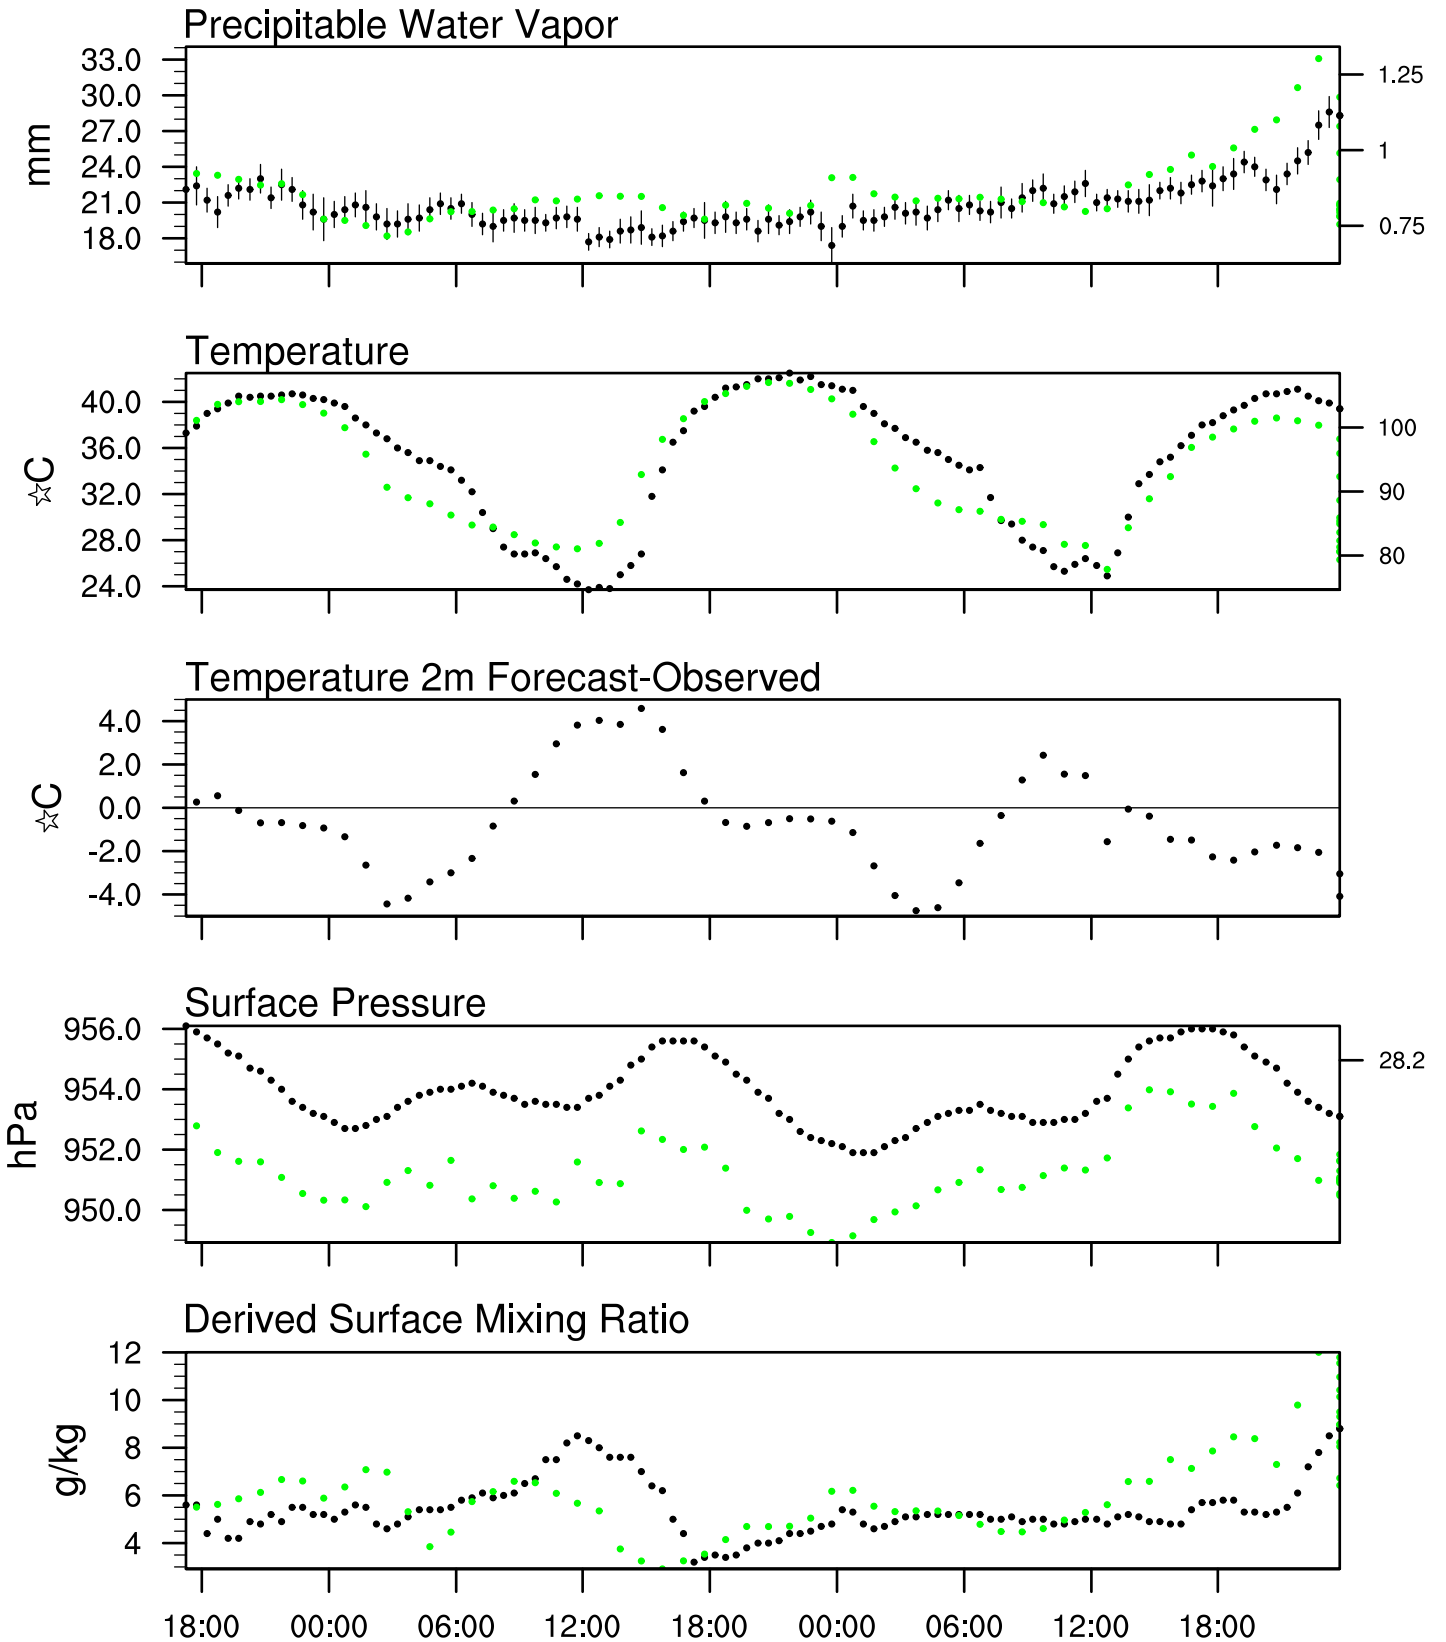 Precipitable Water Vapor
33.0
30.0
27.0
24.0
21.0
18.0
mm
1.25
1
0.75
Temperature
40.0
36.0
32.0
28.0
24.0
☆C
100
90
80
Temperature 2m Forecast-Observed
4.0
2.0
0.0
-2.0
-4.0
☆C
Surface Pressure
956.0
954.0
952.0
950.0
hPa
28.2
Derived Surface Mixing Ratio
12
10
8
6
4
g/kg
18:00 00:00 06:00 12:00 18:00 00:00 06:00 12:00 18:00